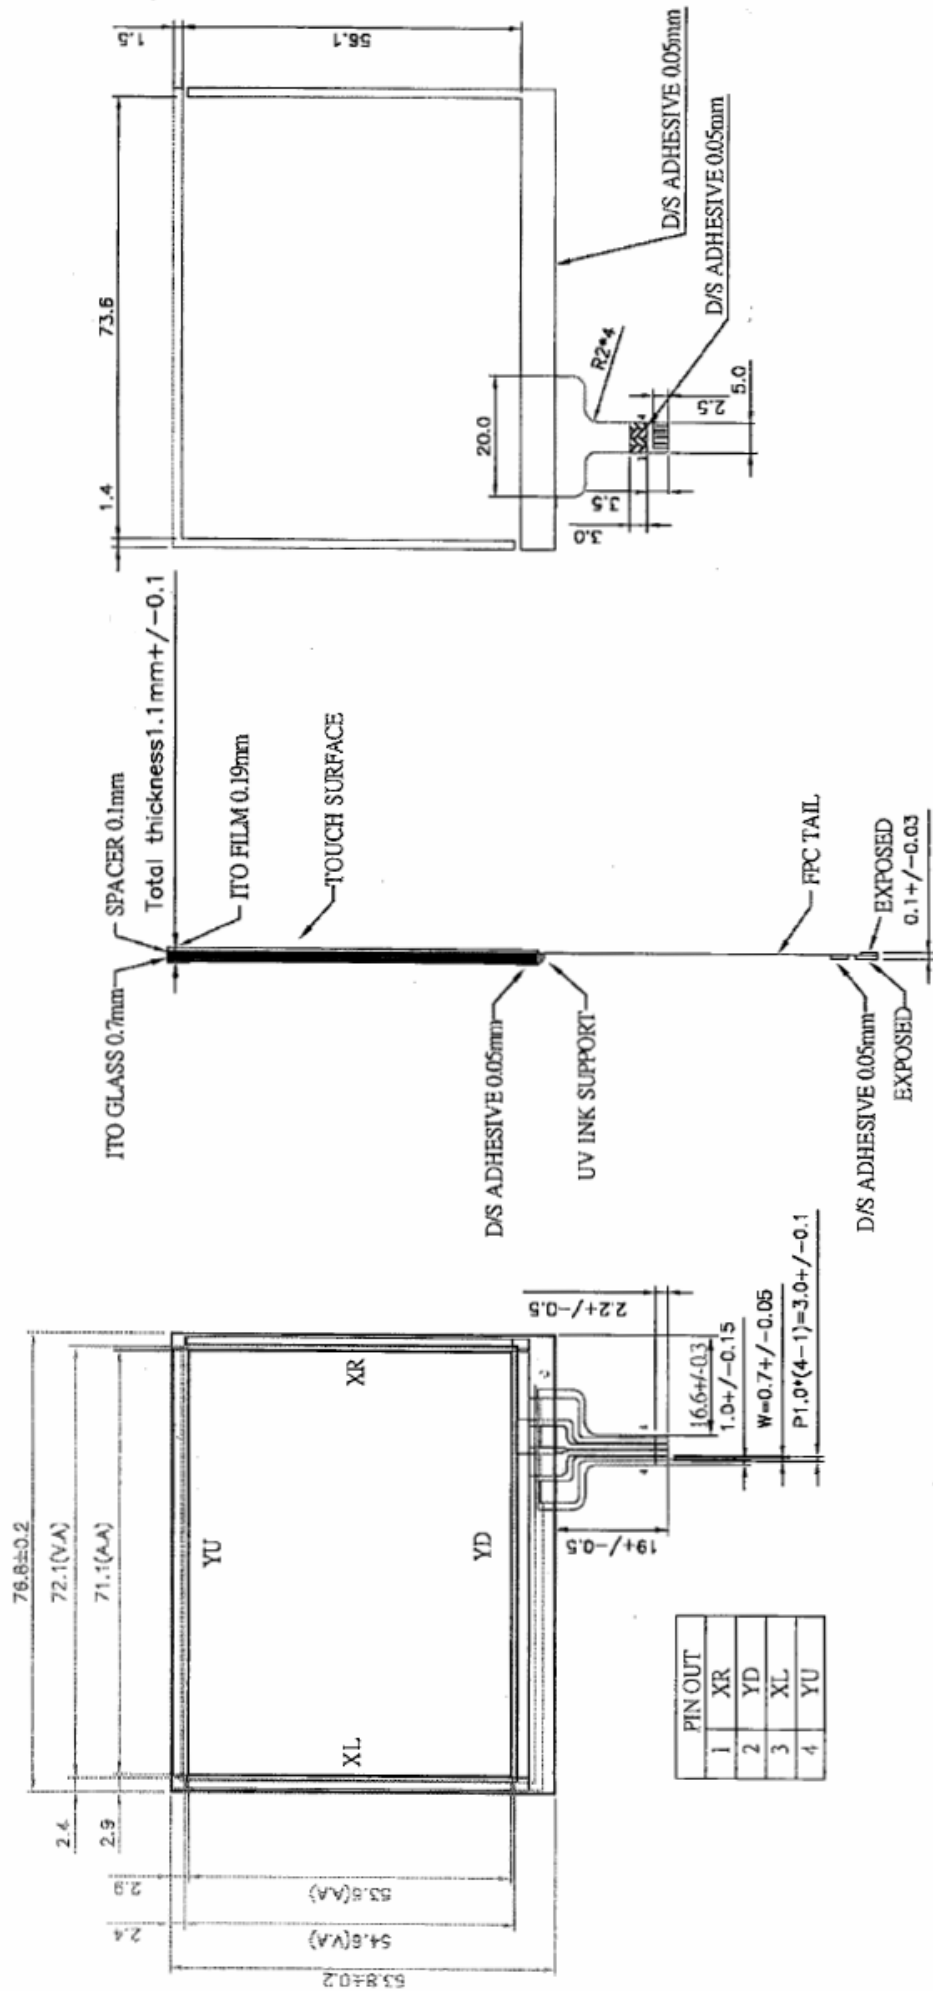 76.8±0.2
72.1(V.A)
71.1(A.A)
2.4
2.9
2.9
2.4
53.6(A.A)
54.6(V.A)
63.8±0.2
YU
XL
XR
YD
2.2+/-0.5
19+/-0.5
16.6+/-0.3
1.0+/-0.15
W=0.7+/-0.05
P1.0*(4-1)=3.0+/-0.1
4
1
PIN OUT
1 XR
2 YD
3 XL
4 YU
ITO GLASS 0.7mm
SPACER 0.1mm
Total thickness1.1mm+/-0.1
ITO FILM 0.19mm
TOUCH SURFACE
D/S ADHESIVE 0.05mm
UV INK SUPPORT
FPC TAIL
D/S ADHESIVE 0.05mm
EXPOSED
EXPOSED
0.1+/-0.03
1.4
73.6
1.5
56.1
20.0
R2*4
3.5
3.0
1
4
2.5
5.0
D/S ADHESIVE 0.05mm
D/S ADHESIVE 0.05mm